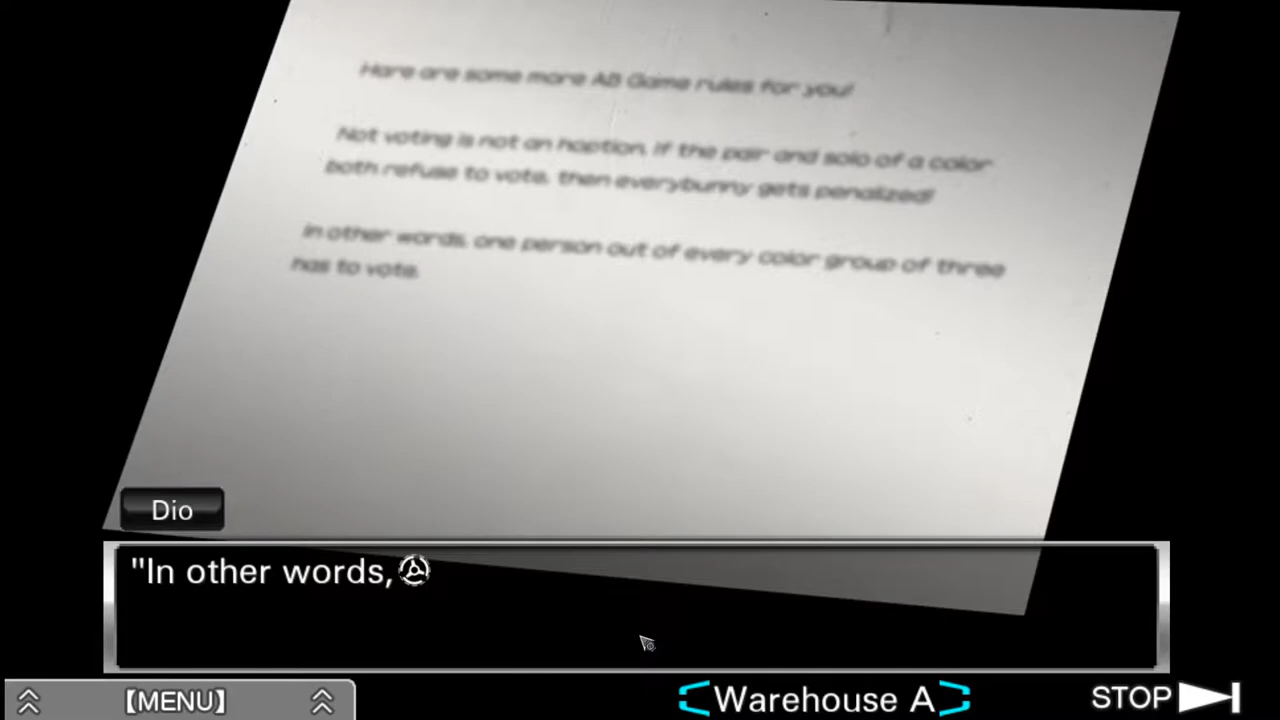 Hare are some more AB Game rules for you!
Not voting is not an hoption. If the pair and solo of a color
both refuse to vote, then everybunny gets penalized!
In other words, one person out of every color group of three
has to vote.
Dio
"In other words,
【MENU】
Warehouse A
STOP